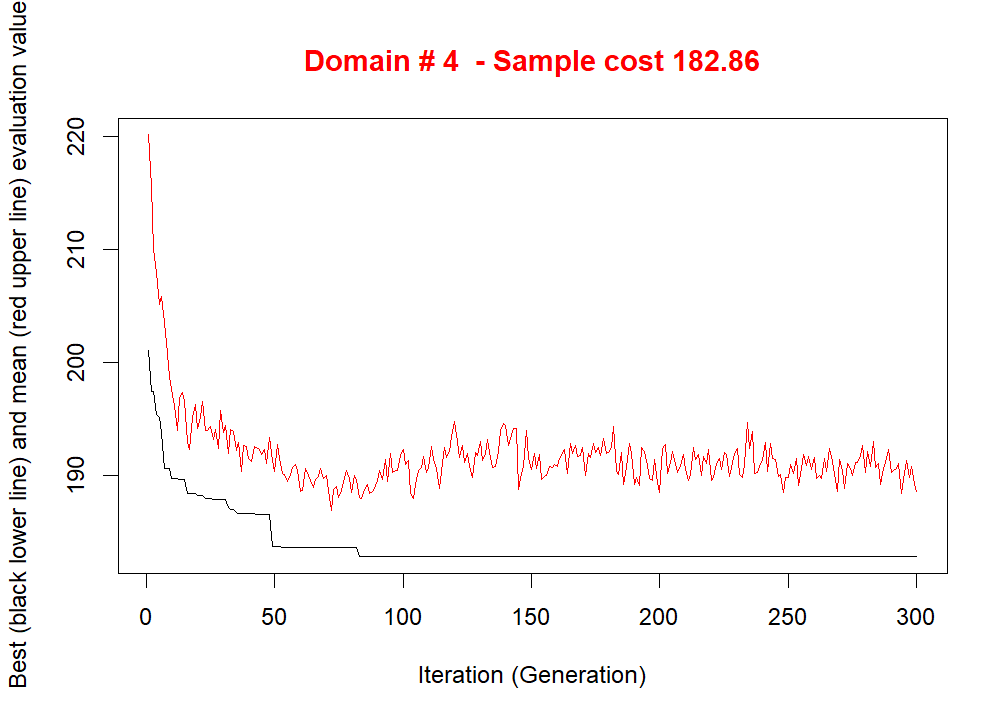 Domain # 4  - Sample cost 182.86
Best (black lower line) and mean (red upper line) evaluation value
220
210
200
190
0 50 100 150 200 250 300
Iteration (Generation)